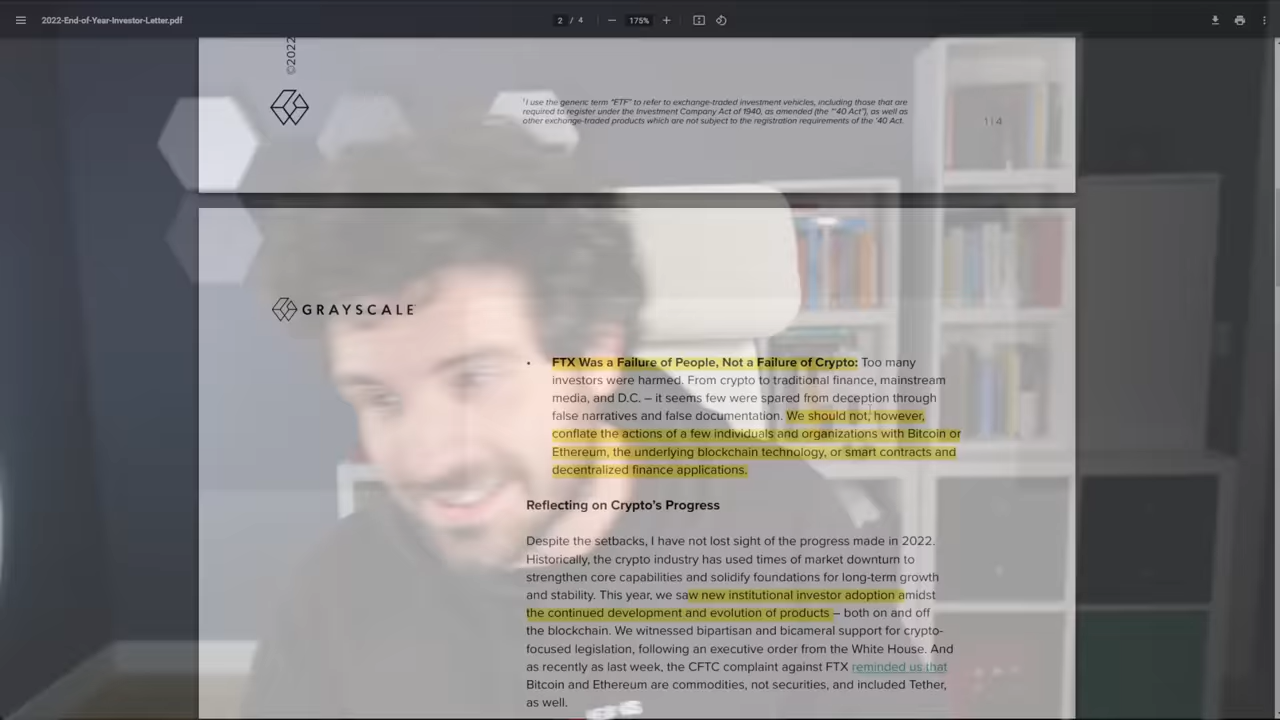 2022-End-of-Year-Investor-Letter.pdf
2 / 4
175%
©2022
¹I use the generic term "ETF" to refer to exchange-traded investment vehicles, including those that are
required to register under the Investment Company Act of 1940, as amended (the "'40 Act"), as well as
other exchange-traded products which are not subject to the registration requirements of the '40 Act.
1 | 4
GRAYSCALE
• FTX Was a Failure of People, Not a Failure of Crypto: Too many
investors were harmed. From crypto to traditional finance, mainstream
media, and D.C. – it seems few were spared from deception through
false narratives and false documentation. We should not, however,
conflate the actions of a few individuals and organizations with Bitcoin or
Ethereum, the underlying blockchain technology, or smart contracts and
decentralized finance applications.
Reflecting on Crypto's Progress
Despite the setbacks, I have not lost sight of the progress made in 2022.
Historically, the crypto industry has used times of market downturn to
strengthen core capabilities and solidify foundations for long-term growth
and stability. This year, we saw new institutional investor adoption amidst
the continued development and evolution of products – both on and off
the blockchain. We witnessed bipartisan and bicameral support for crypto-
focused legislation, following an executive order from the White House. And
as recently as last week, the CFTC complaint against FTX reminded us that
Bitcoin and Ethereum are commodities, not securities, and included Tether,
as well.